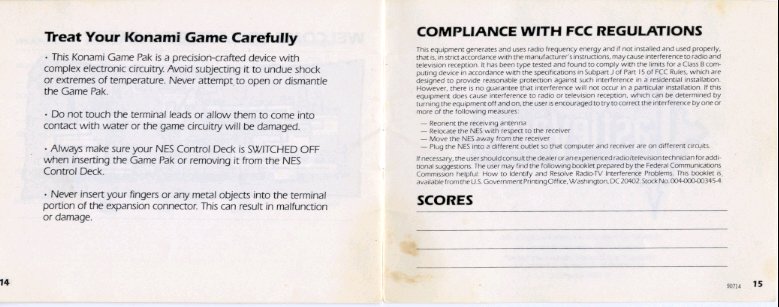 Treat Your Konami Game Carefully
• This Konami Game Pak is a precision-crafted device with
complex electronic circuitry. Avoid subjecting it to undue shock
or extremes of temperature. Never attempt to open or dismantle
the Game Pak.
• Do not touch the terminal leads or allow them to come into
contact with water or the game circuitry will be damaged.
• Always make sure your NES Control Deck is SWITCHED OFF
when inserting the Game Pak or removing it from the NES
Control Deck.
• Never insert your fingers or any metal objects into the terminal
portion of the expansion connector. This can result in malfunction
or damage.
14
COMPLIANCE WITH FCC REGULATIONS
This equipment generates and uses radio frequency energy and if not installed and used properly,
that is, in strict accordance with the manufacturer's instructions, may cause interference to radio and
television reception. It has been type tested and found to comply with the limits for a Class B com-
puting device in accordance with the specifications in Subpart J of Part 15 of FCC Rules, which are
designed to provide reasonable protection against such interference in a residential installation.
However, there is no guarantee that interference will not occur in a particular installation. If this
equipment does cause interference to radio or television reception, which can be determined by
turning the equipment off and on, the user is encouraged to try to correct the interference by one or
more of the following measures:
— Reorient the receiving antenna
— Relocate the NES with respect to the receiver
— Move the NES away from the receiver
— Plug the NES into a different outlet so that computer and receiver are on different circuits.
If necessary, the user should consult the dealer or an experienced radio/television technician for addi-
tional suggestions. The user may find the following booklet prepared by the Federal Communications
Commission helpful: How to Identify and Resolve Radio-TV Interference Problems. This booklet is
available from the U.S. Government Printing Office, Washington, DC 20402. Stock No. 004-000-00345-4.
SCORES
90714 15